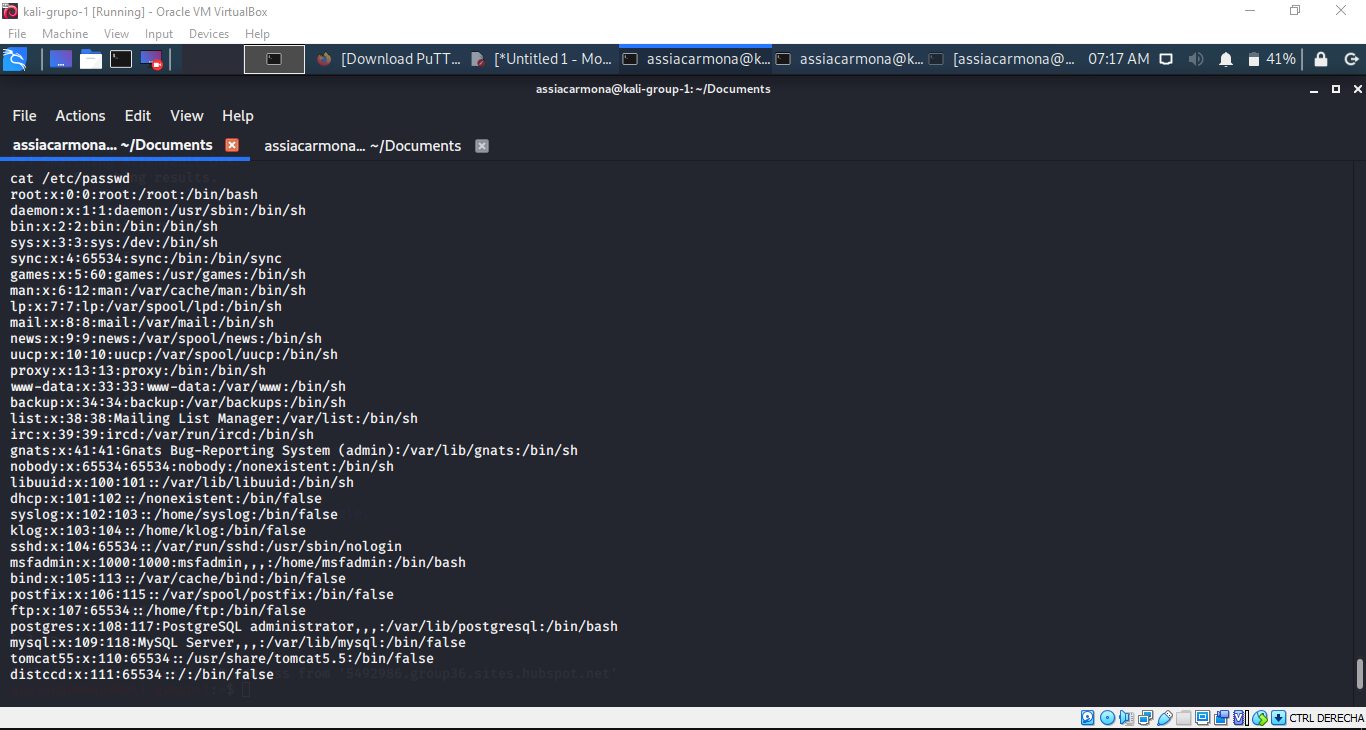 kali-grupo-1 [Running] - Oracle VM VirtualBox
File Machine View Input Devices Help
[Download PuTT... [*Untitled 1 - Mo... assiacarmona@k... assiacarmona@k... [assiacarmona@... 07:17 AM 41%
assiacarmona@kali-group-1: ~/Documents
File Actions Edit View Help
assiacarmona... ~/Documents assiacarmona... ~/Documents
cat /etc/passwd
root:x:0:0:root:/root:/bin/bash
daemon:x:1:1:daemon:/usr/sbin:/bin/sh
bin:x:2:2:bin:/bin:/bin/sh
sys:x:3:3:sys:/dev:/bin/sh
sync:x:4:65534:sync:/bin:/bin/sync
games:x:5:60:games:/usr/games:/bin/sh
man:x:6:12:man:/var/cache/man:/bin/sh
lp:x:7:7:lp:/var/spool/lpd:/bin/sh
mail:x:8:8:mail:/var/mail:/bin/sh
news:x:9:9:news:/var/spool/news:/bin/sh
uucp:x:10:10:uucp:/var/spool/uucp:/bin/sh
proxy:x:13:13:proxy:/bin:/bin/sh
www-data:x:33:33:www-data:/var/www:/bin/sh
backup:x:34:34:backup:/var/backups:/bin/sh
list:x:38:38:Mailing List Manager:/var/list:/bin/sh
irc:x:39:39:ircd:/var/run/ircd:/bin/sh
gnats:x:41:41:Gnats Bug-Reporting System (admin):/var/lib/gnats:/bin/sh
nobody:x:65534:65534:nobody:/nonexistent:/bin/sh
libuuid:x:100:101::/var/lib/libuuid:/bin/sh
dhcp:x:101:102::/nonexistent:/bin/false
syslog:x:102:103::/home/syslog:/bin/false
klog:x:103:104::/home/klog:/bin/false
sshd:x:104:65534::/var/run/sshd:/usr/sbin/nologin
msfadmin:x:1000:1000:msfadmin,,,:/home/msfadmin:/bin/bash
bind:x:105:113::/var/cache/bind:/bin/false
postfix:x:106:115::/var/spool/postfix:/bin/false
ftp:x:107:65534::/home/ftp:/bin/false
postgres:x:108:117:PostgreSQL administrator,,,:/var/lib/postgresql:/bin/bash
mysql:x:109:118:MySQL Server,,,:/var/lib/mysql:/bin/false
tomcat55:x:110:65534::/usr/share/tomcat5.5:/bin/false
distccd:x:111:65534::/:/bin/false
CTRL DERECHA